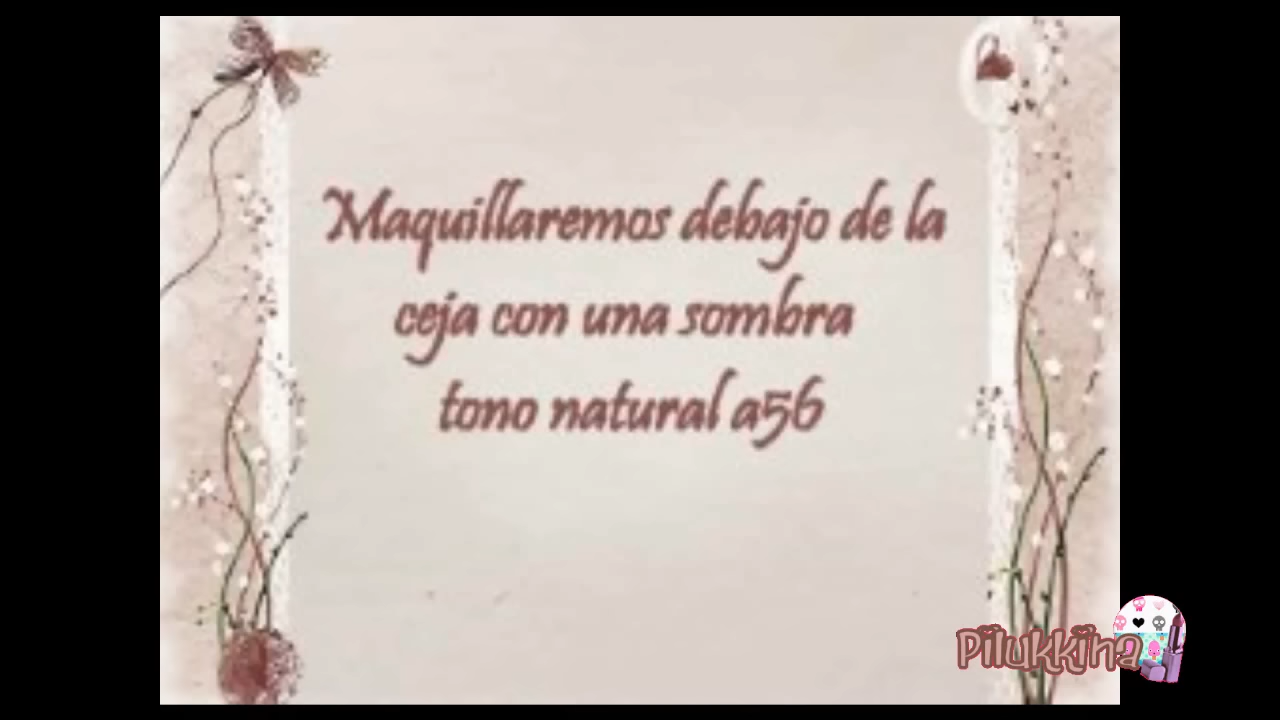 Maquillaremos debajo de la
ceja con una sombra
tono natural a56
Pilukkina